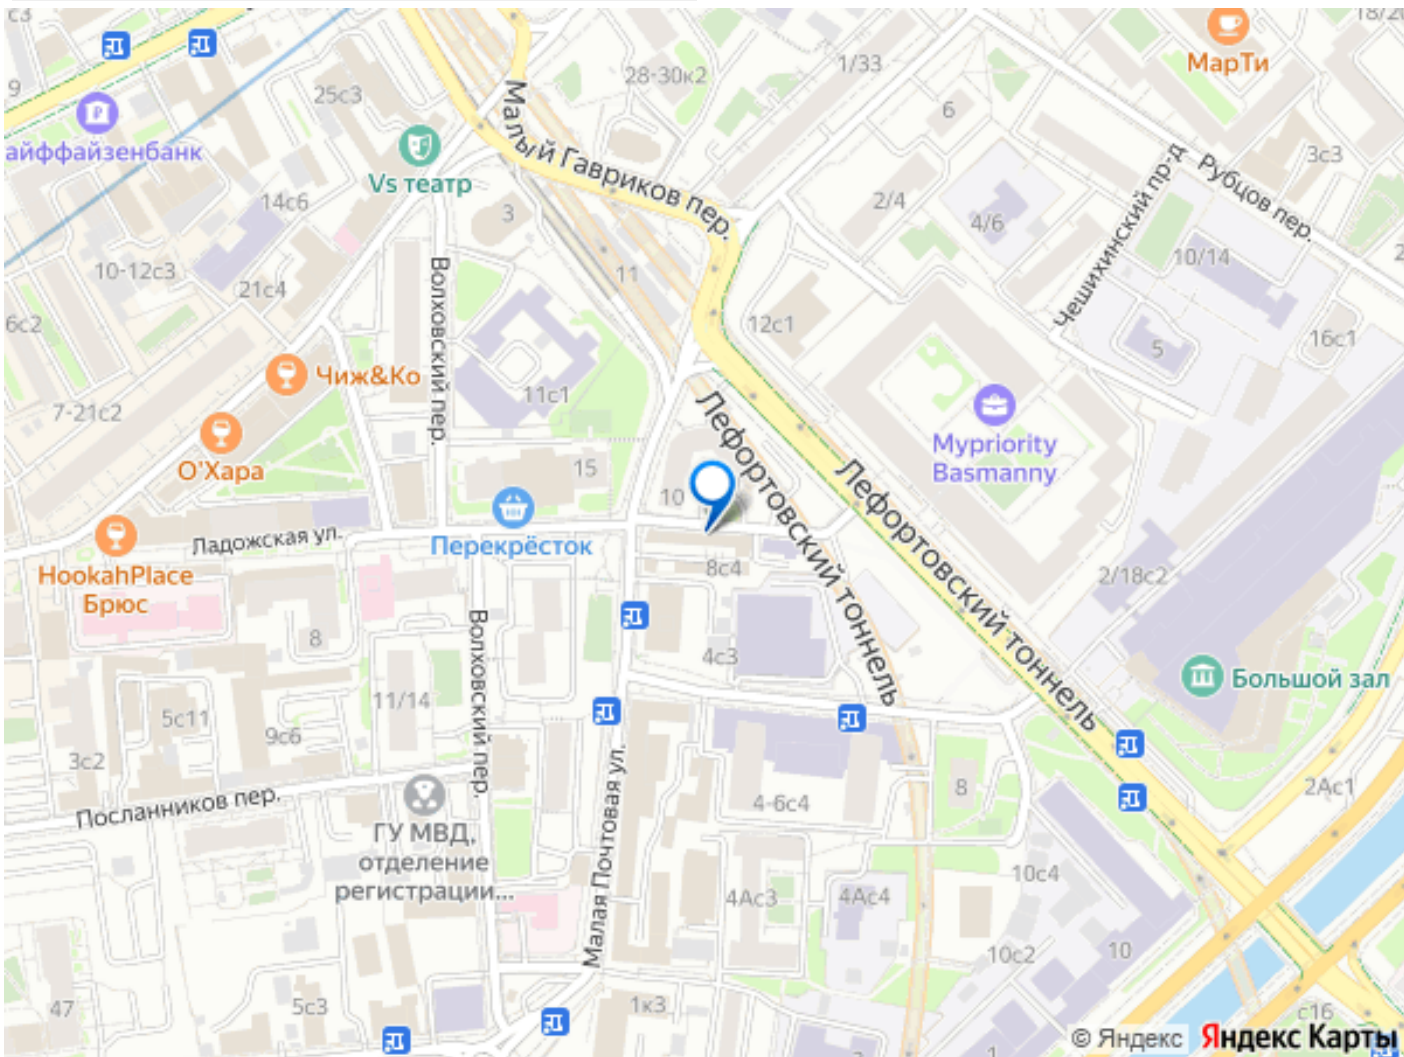 с3
18/20
МарТи
1/33
28-30к2
9
25с3
6
айффайзенбанк
Малый Гавриков пер.
Vs театр
3с3
Рубцов пер.
Чешихинский пр-д
14с6
3
2/4
4/6
10/14
2
10-12с3
21с4
11
Волховский пер.
6с2
12с1
16с1
5
Чиж&Ко
11с1
7-21с2
О'Хара
Mypriority
Basmanny
15
10
Лефортовский тоннель
Лефортовский тоннель
Ладожская ул.
Перекрёсток
HookahPlace
Брюс
8с4
2/18с2
8
4с3
Волховский пер.
Большой зал
11/14
5с11
9с6
3с2
2Ас1
Посланников пер.
8
4-6с4
ГУ МВД,
отделение
регистрации...
Малая Почтовая ул.
10с4
4Ас3
4Ас4
10с2
10
47
5с3
1к3
с16
3
2
© Яндекс Яндекс Карты